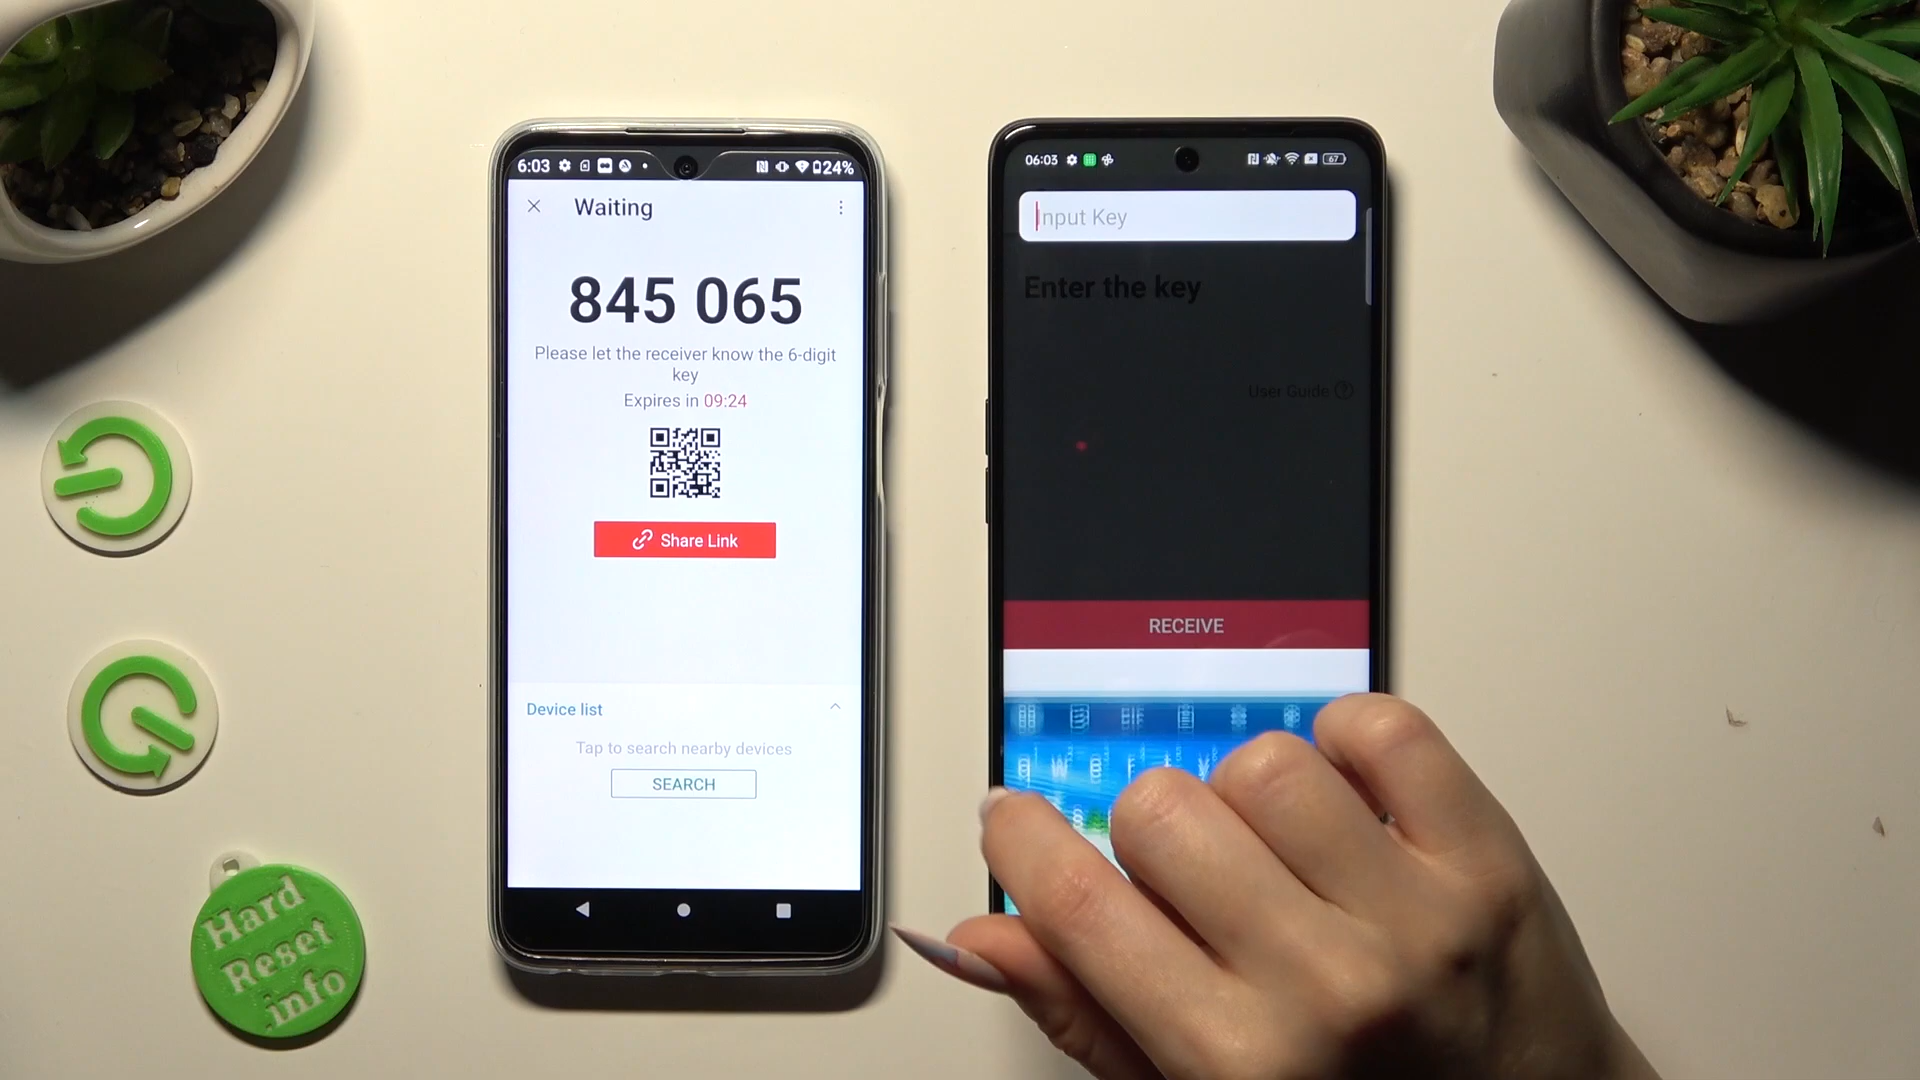 6:03
24%
Waiting
845 065
Please let the receiver know the 6-digit
key
Expires in 09:24
Share Link
Device list
Tap to search nearby devices
SEARCH
06:03
67
Input Key
Enter the key
User Guide
RECEIVE
Hard
Reset
.info